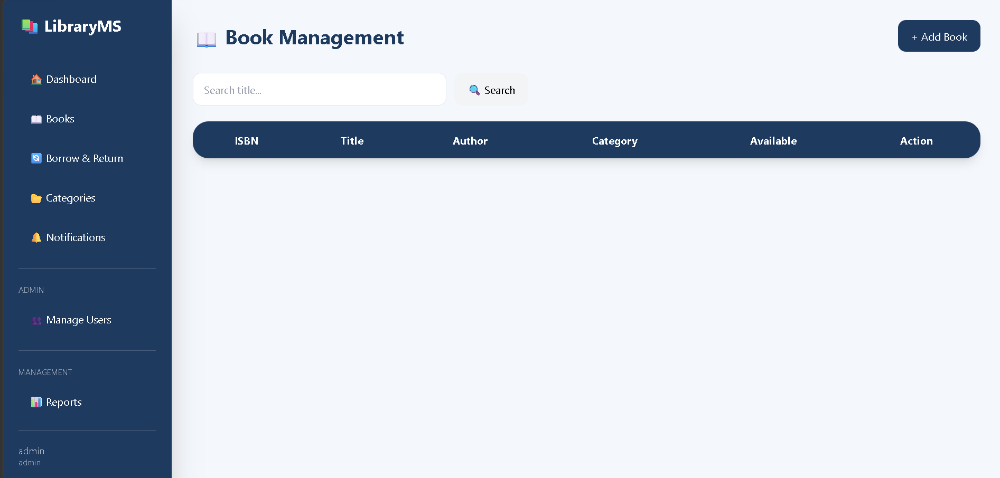 LibraryMS
Dashboard
Books
Borrow & Return
Categories
Notifications
ADMIN
Manage Users
MANAGEMENT
Reports
admin
admin
Book Management
+ Add Book
Search title...
Search
ISBN Title Author Category Available Action